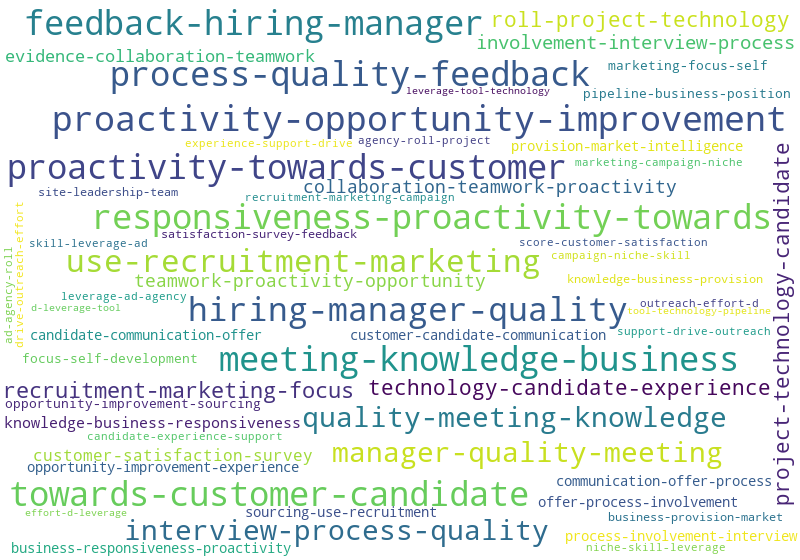 feedback-hiring-manager
roll-project-technology
evidence-collaboration-teamwork
involvement-interview-process
process-quality-feedback
marketing-focus-self
leverage-tool-technology
pipeline-business-position
proactivity-opportunity-improvement
experience-support-drive
agency-roll-project
provision-market-intelligence
proactivity-towards-customer
marketing-campaign-niche
site-leadership-team
collaboration-teamwork-proactivity
recruitment-marketing-campaign
project-technology-candidate
responsiveness-proactivity-towards
drive-outreach-effort
satisfaction-survey-feedback
skill-leverage-ad
score-customer-satisfaction
ad-agency-roll
use-recruitment-marketing
campaign-niche-skill
teamwork-proactivity-opportunity
knowledge-business-provision
leverage-ad-agency
d-leverage-tool
hiring-manager-quality
outreach-effort-d
tool-technology-pipeline
candidate-communication-offer
customer-candidate-communication
support-drive-outreach
focus-self-development
meeting-knowledge-business
recruitment-marketing-focus
technology-candidate-experience
opportunity-improvement-sourcing
knowledge-business-responsiveness
quality-meeting-knowledge
candidate-experience-support
customer-satisfaction-survey
manager-quality-meeting
opportunity-improvement-experience
communication-offer-process
towards-customer-candidate
offer-process-involvement
effort-d-leverage
sourcing-use-recruitment
business-provision-market
interview-process-quality
process-involvement-interview
business-responsiveness-proactivity
niche-skill-leverage